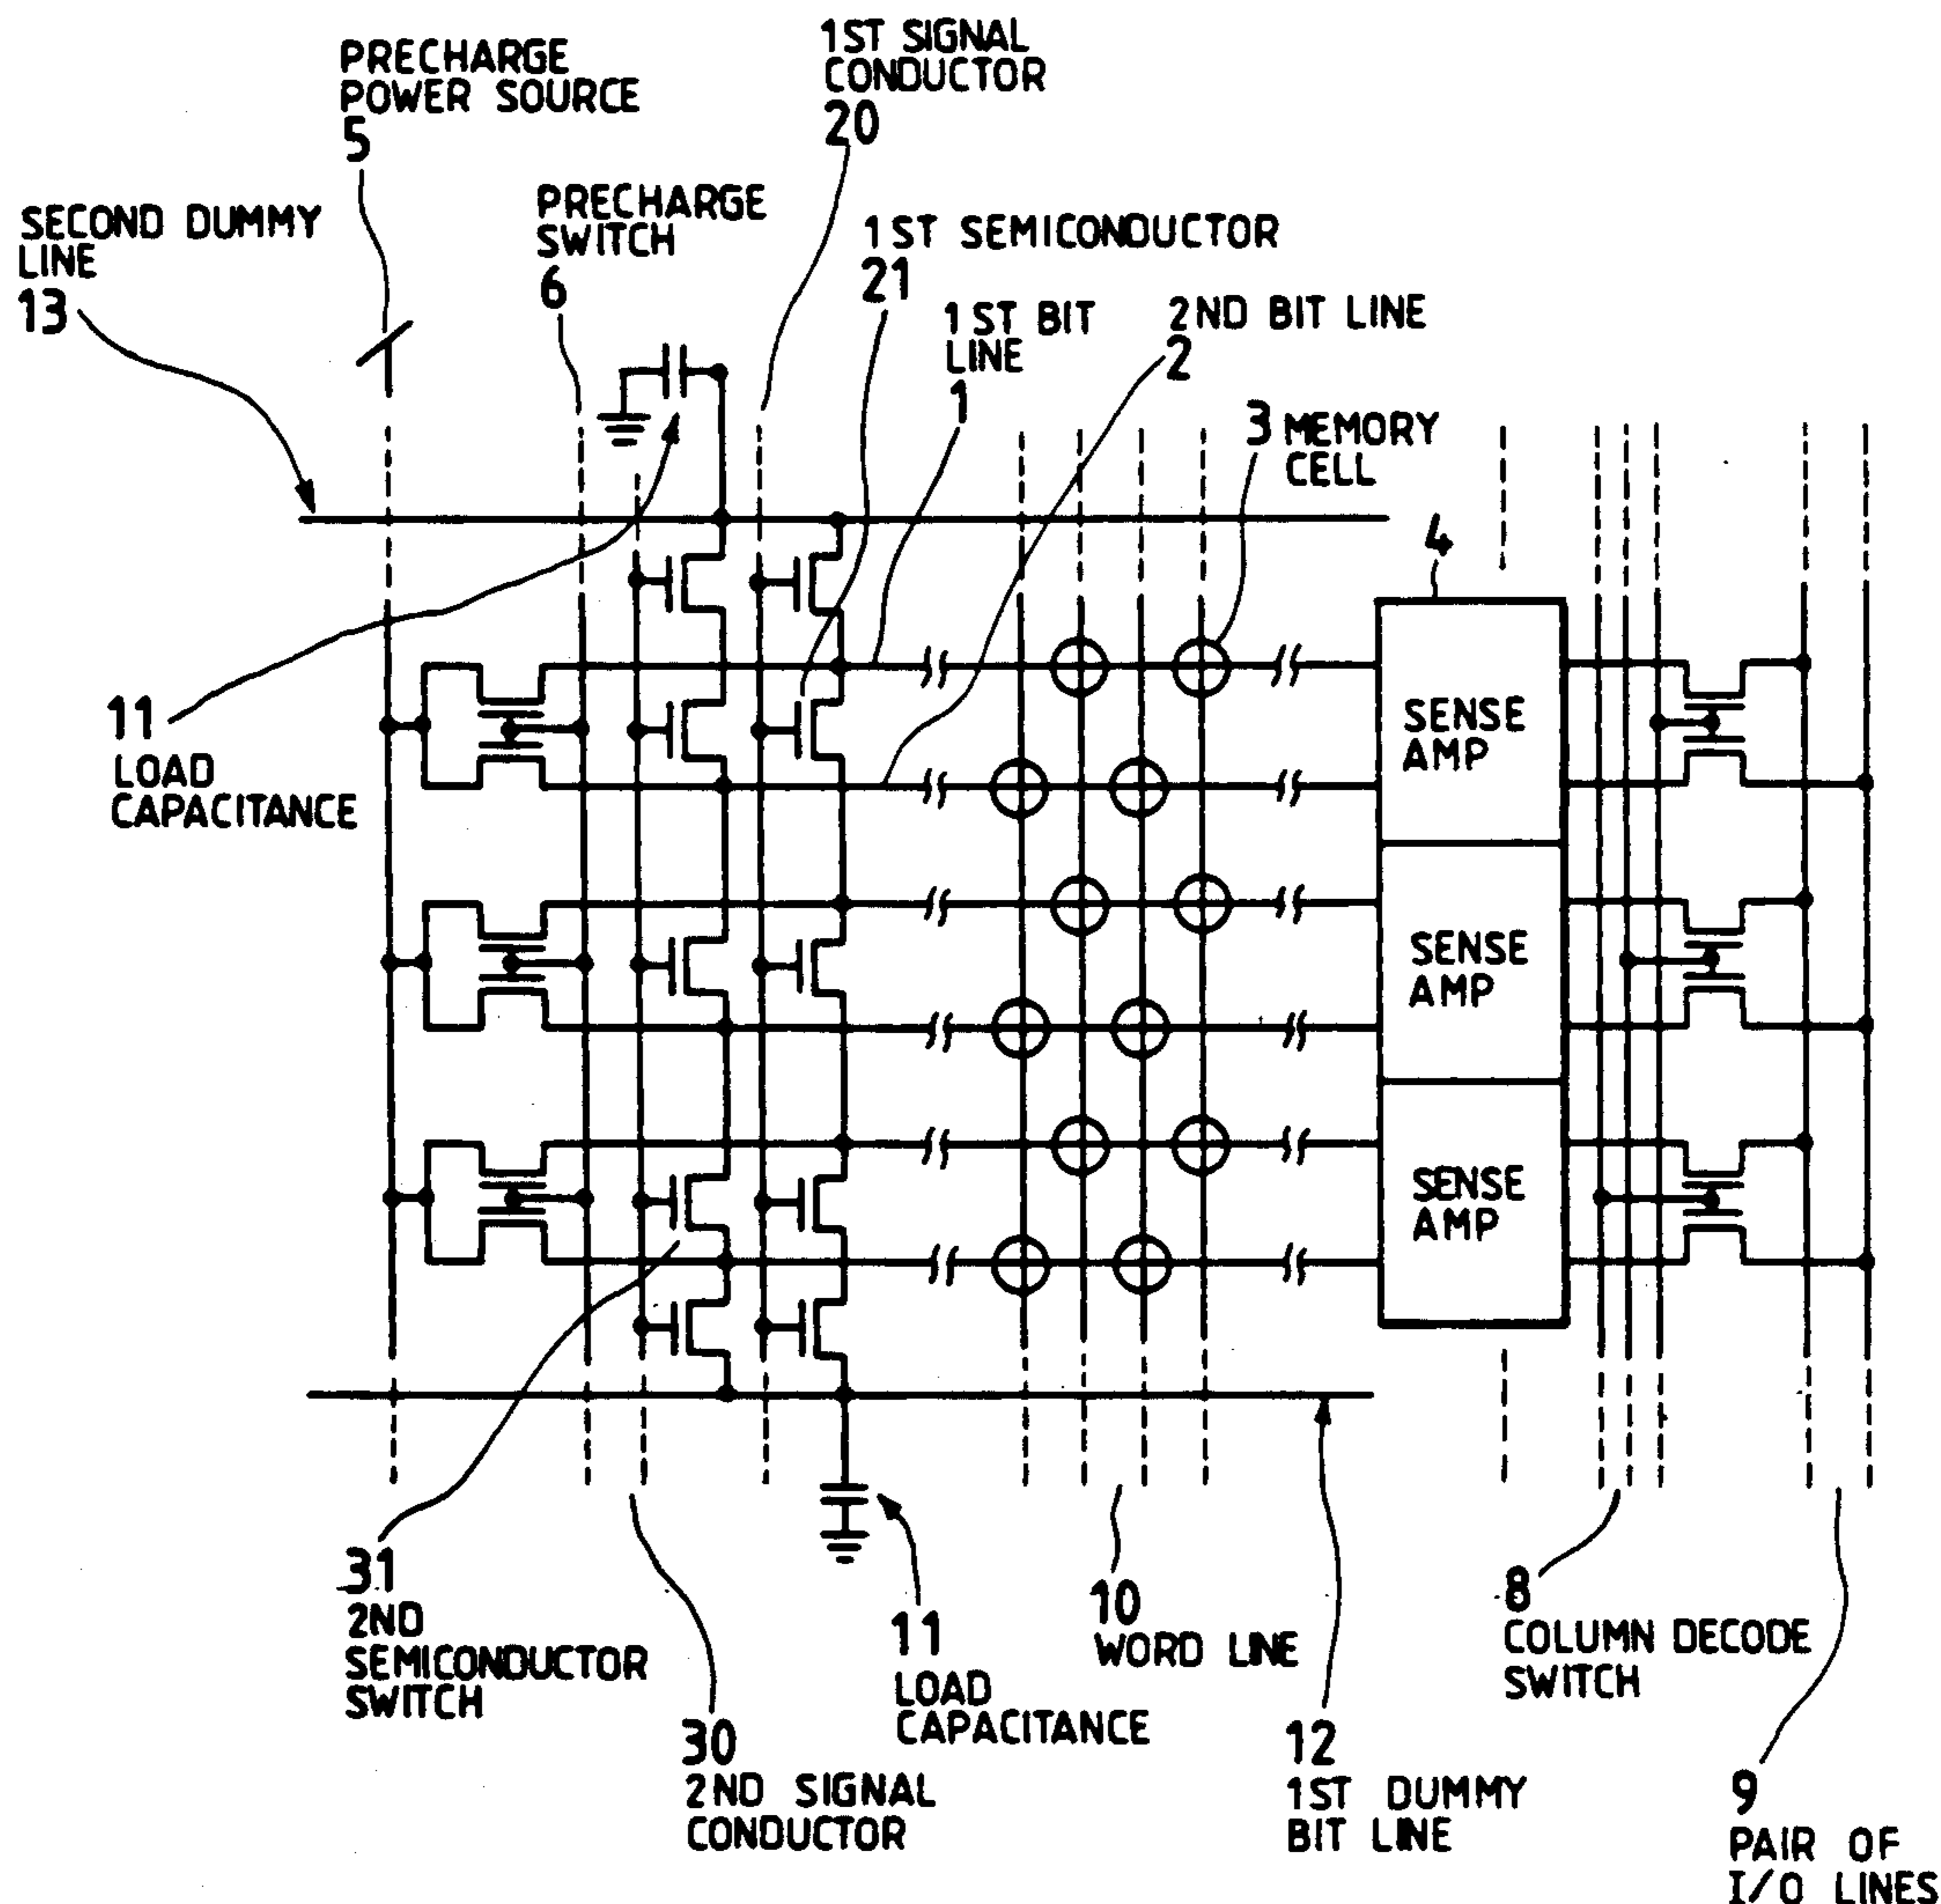 PRECHARGE
POWER SOURCE
5
1ST SIGNAL
CONDUCTOR
20
SECOND DUMMY
LINE
13
PRECHARGE
SWITCH
6
1ST SEMICONDUCTOR
21
1ST BIT
LINE
1
2ND BIT LINE
2
3 MEMORY
CELL
4
11
LOAD
CAPACITANCE
SENSE
AMP
SENSE
AMP
SENSE
AMP
31
2ND
SEMICONDUCTOR
SWITCH
30
2ND SIGNAL
CONDUCTOR
11
LOAD
CAPACITANCE
10
WORD LINE
12
1ST DUMMY
BIT LINE
8
COLUMN DECODE
SWITCH
9
PAIR OF
I/O LINES